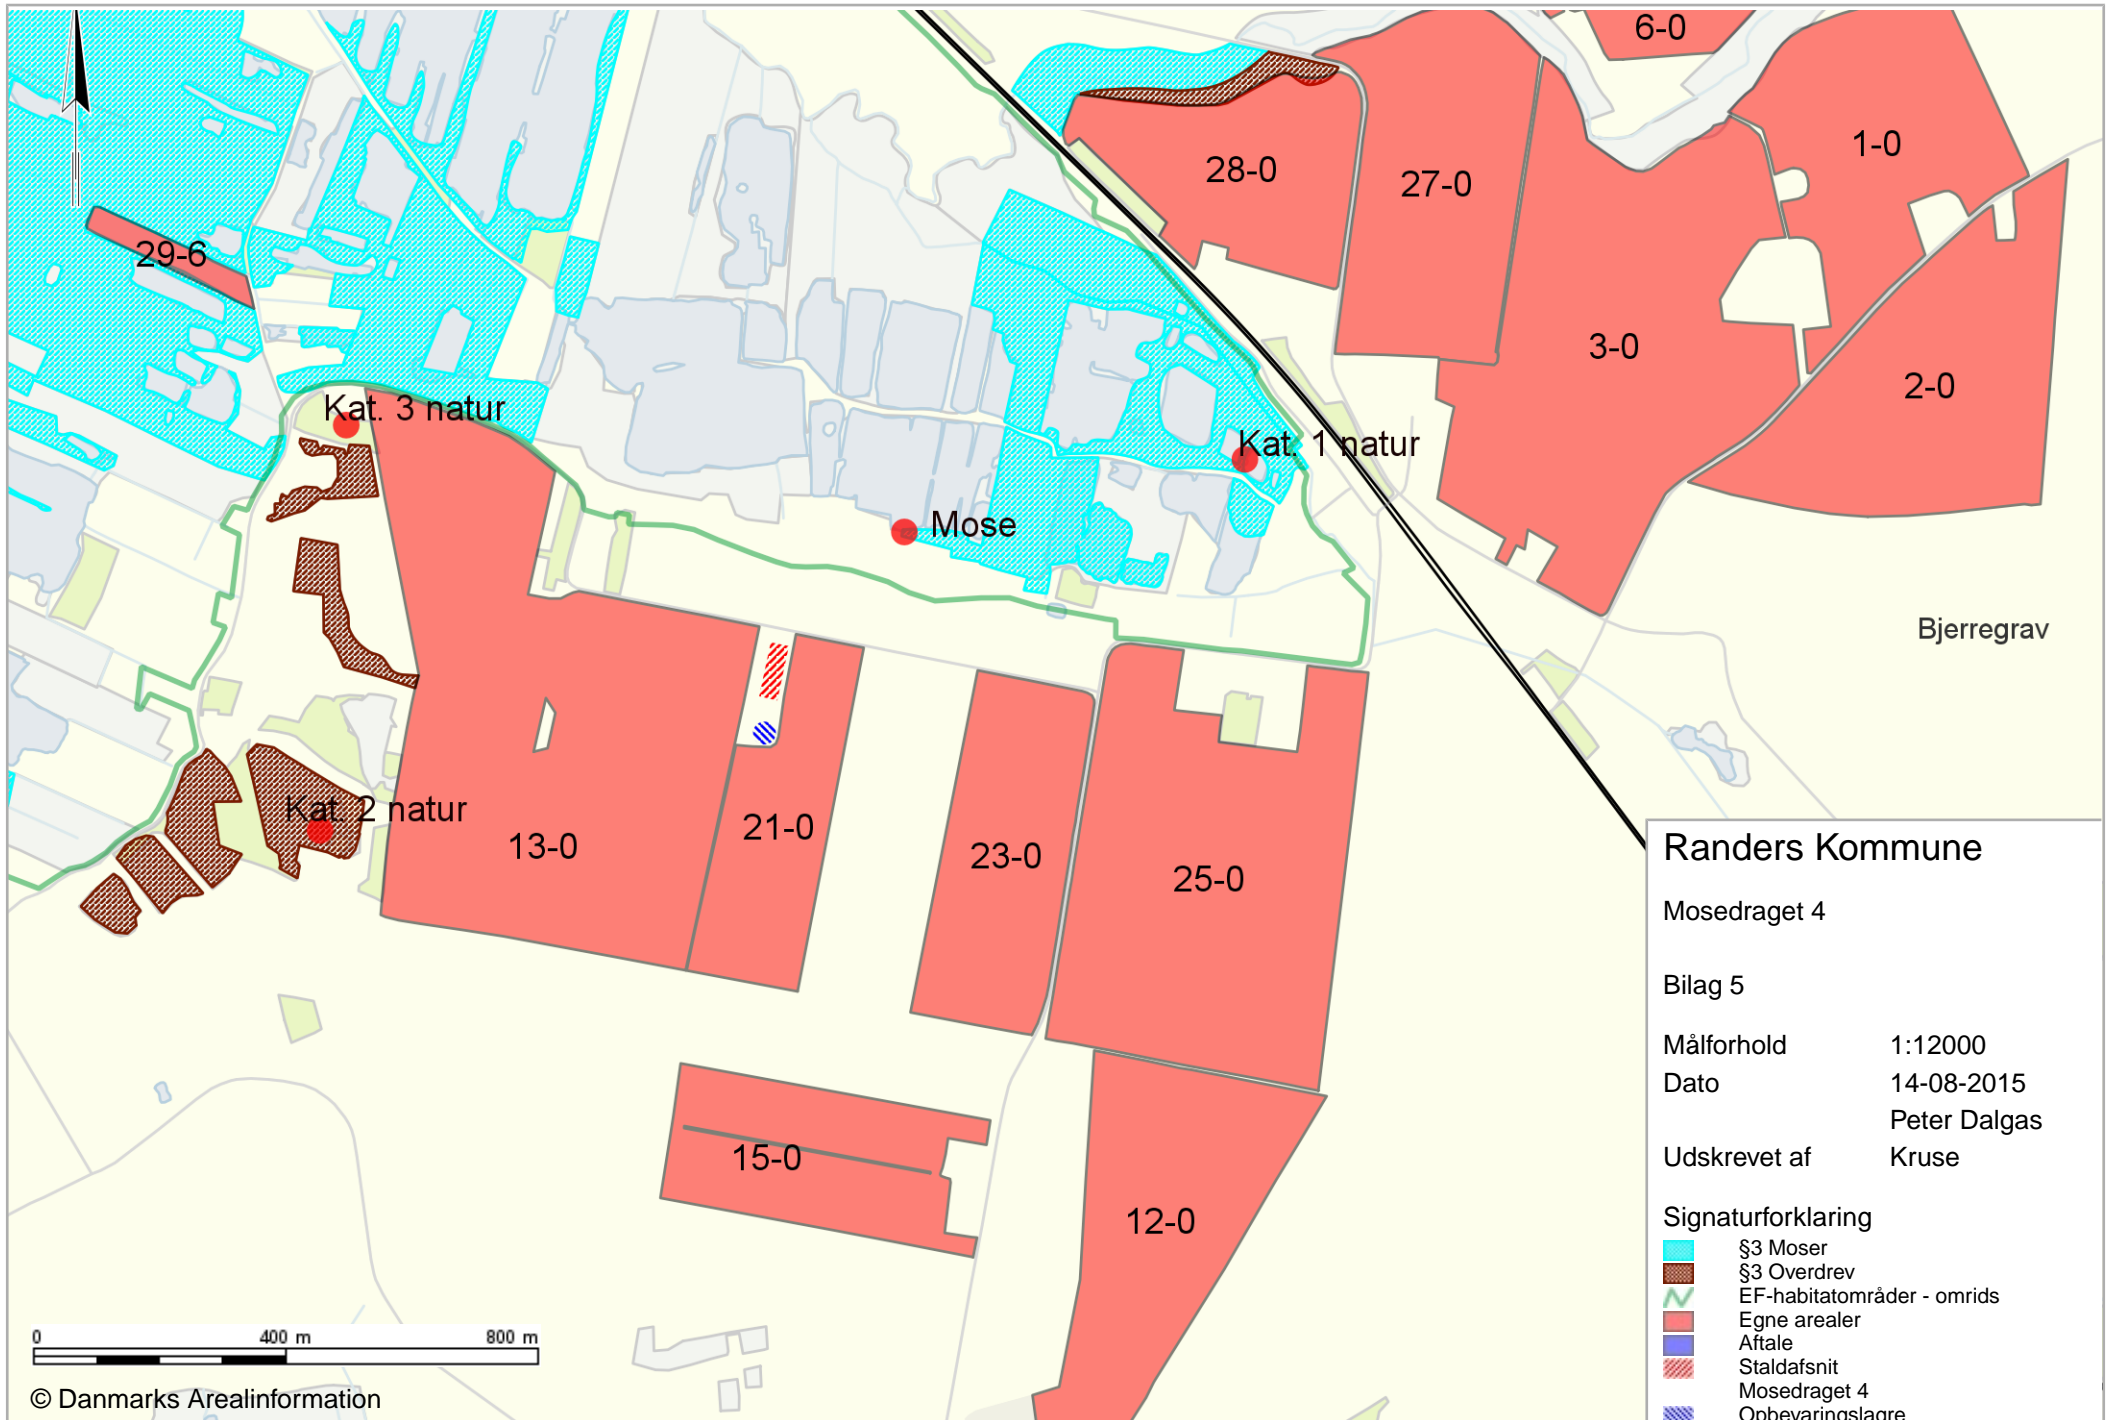 6-0
1-0
28-0
27-0
29-6
3-0
2-0
Kat. 3 natur
Kat. 1 natur
Mose
Bjerregrav
Kat. 2 natur
13-0
21-0
23-0
25-0
15-0
12-0
Randers Kommune
Mosedraget 4
Bilag 5
Målforhold 1:12000
Dato 14-08-2015
Peter Dalgas
Udskrevet af Kruse
Signaturforklaring
§3 Moser
§3 Overdrev
EF-habitatområder - omrids
Egne arealer
Aftale
Staldafsnit
Mosedraget 4
Opbevaringslagre
0 400 m 800 m
© Danmarks Arealinformation